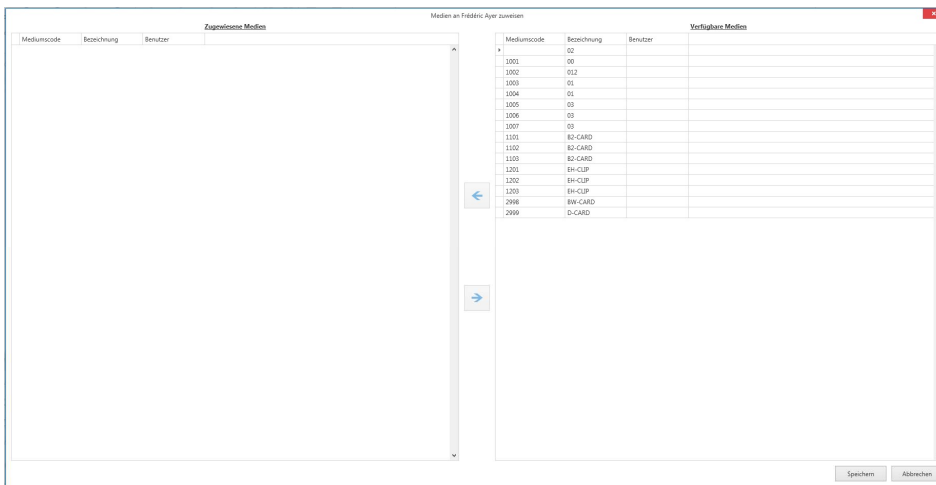 Medien an Frédéric Ayer zuweisen
Zugewiesene Medien
Mediumscode Bezeichnung Benutzer
Verfügbare Medien
Mediumscode Bezeichnung Benutzer
02
1001 00
1002 012
1003 01
1004 01
1005 03
1006 03
1007 03
1101 B2-CARD
1102 B2-CARD
1103 B2-CARD
1201 EH-CLIP
1202 EH-CLIP
1203 EH-CLIP
2998 BW-CARD
2999 D-CARD
Speichern Abbrechen